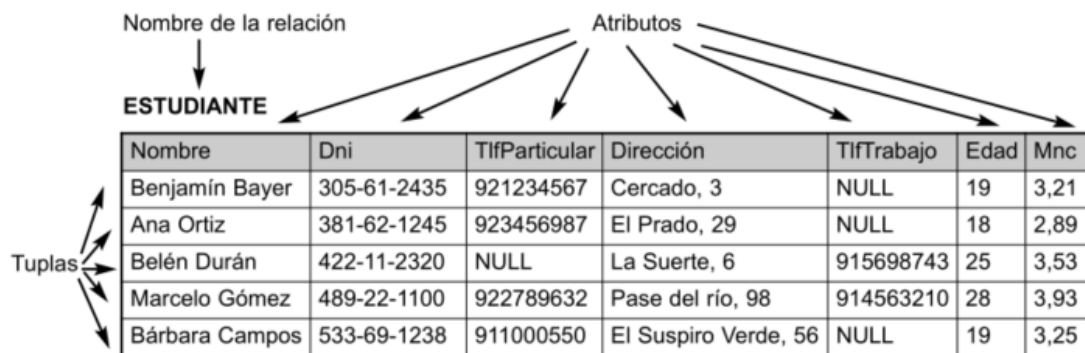 Nombre de la relación Atributos
ESTUDIANTE
Nombre Dni TlfParticular Dirección TlfTrabajo Edad Mnc
Benjamín Bayer 305-61-2435 921234567 Cercado, 3 NULL 19 3,21
Ana Ortiz 381-62-1245 923456987 El Prado, 29 NULL 18 2,89
Tuplas Belén Durán 422-11-2320 NULL La Suerte, 6 915698743 25 3,53
Marcelo Gómez 489-22-1100 922789632 Pase del río, 98 914563210 28 3,93
Bárbara Campos 533-69-1238 911000550 El Suspiro Verde, 56 NULL 19 3,25